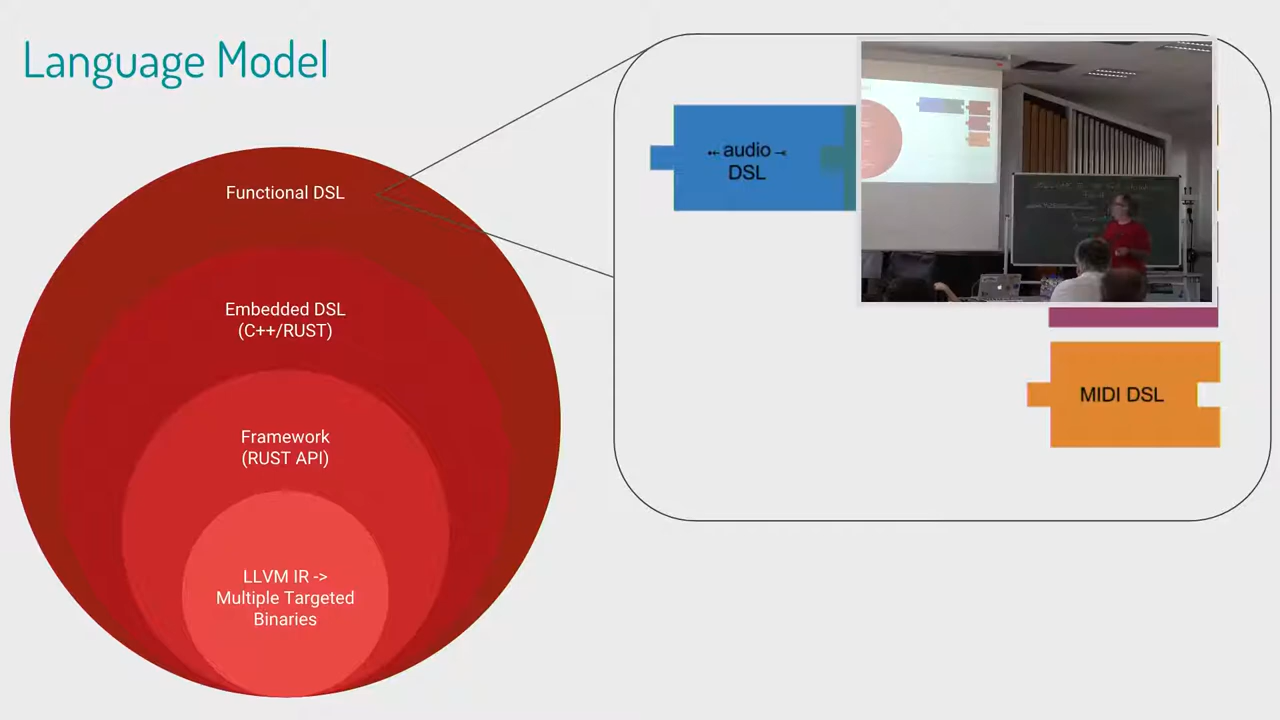 Language Model
Functional DSL
Embedded DSL
(C++/RUST)
Framework
(RUST API)
LLVM IR ->
Multiple Targeted
Binaries
audio
DSL
MIDI DSL